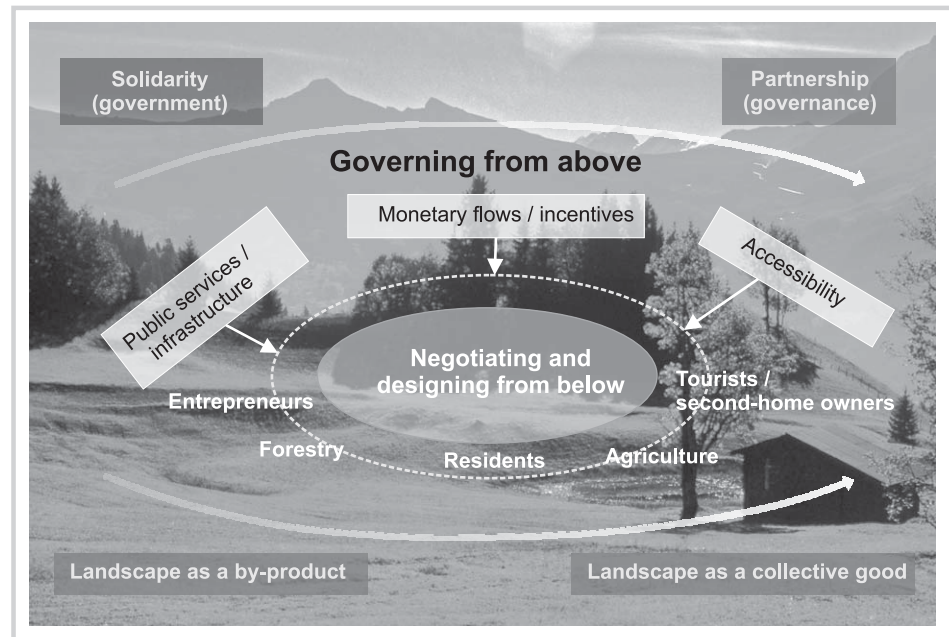 Solidarity
(government)
Partnership
(governance)
Governing from above
Monetary flows / incentives
Public services /
infrastructure
Accessibility
Negotiating and
designing from below
Entrepreneurs
Tourists /
second-home owners
Forestry
Residents
Agriculture
Landscape as a by-product
Landscape as a collective good